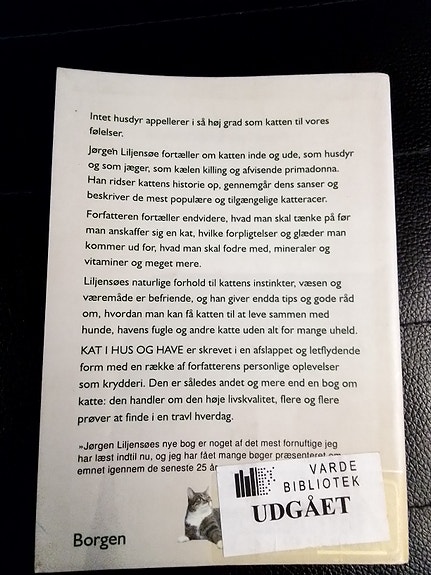 Intet husdyr appellerer i så høj grad som katten til vores
følelser.
Jørgen Liljensøe fortæller om katten inde og ude, som husdyr
og som jæger, som kælen killing og afvisende primadonna.
Han ridser kattens historie op, gennemgår dens sanser og
beskriver de mest populære og tilgængelige katteracer.
Forfatteren fortæller endvidere, hvad man skal tænke på før
man anskaffer sig en kat, hvilke forpligtelser og glæder man
kommer ud for, hvad man skal fodre med, mineraler og
vitaminer og meget mere.
Liljensøes naturlige forhold til kattens instinkter, væsen og
væremåde er befriende, og han giver endda tips og gode råd
om, hvordan man kan få katten til at leve sammen med
hunde, havens fugle og andre katte uden alt for mange uheld.
KAT I HUS OG HAVE er skrevet i en afslappet og letflydende
form med en række af forfatterens personlige oplevelser
som krydderi. Den er således andet og mere end en bog om
katte: den handler om den høje livskvalitet, flere og flere
prøver at finde i en travl hverdag.
»Jørgen Liljensøes nye bog er noget af det mest fornuftige jeg
har læst indtil nu, og jeg har fået mange bøger præsenteret om
emnet igennem de seneste 25 år
VARDE
BIBLIOTEK
UDGÅET
Borgen